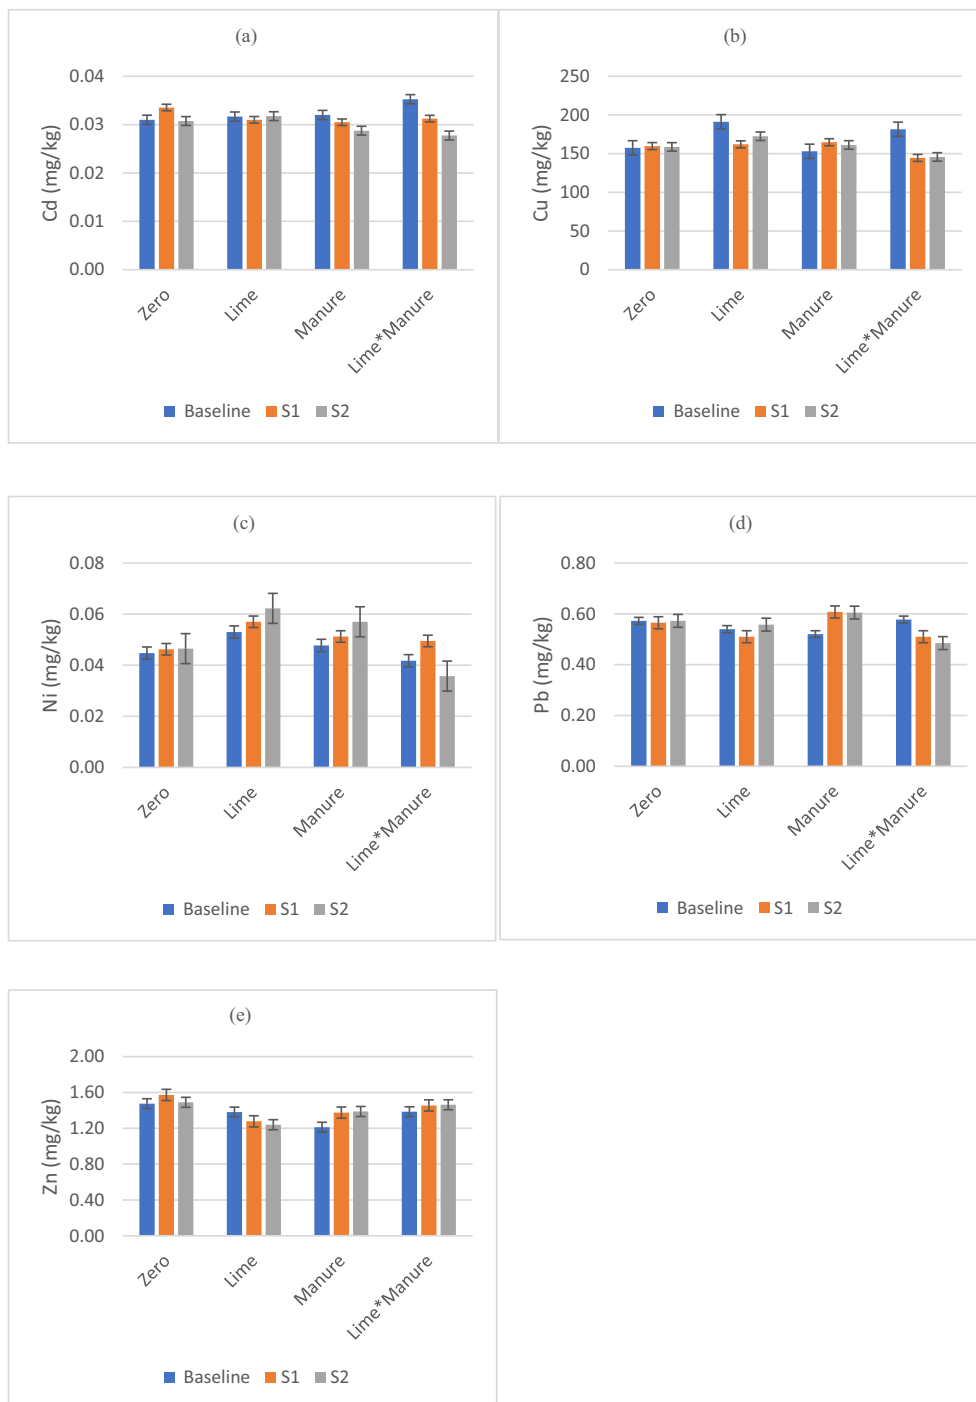 (a)
Cd (mg/kg)
0.04
0.03
0.02
0.01
0.00
Zero
Lime
Manure
Lime*Manure
Baseline S1 S2
(b)
Cu (mg/kg)
250
200
150
100
50
0
Zero
Lime
Manure
Lime*Manure
Baseline S1 S2
(c)
Ni (mg/kg)
0.08
0.06
0.04
0.02
0.00
Zero
Lime
Manure
Lime*Manure
Baseline S1 S2
(d)
Pb (mg/kg)
0.80
0.60
0.40
0.20
0.00
Zero
Lime
Manure
Lime*Manure
Baseline S1 S2
(e)
Zn (mg/kg)
2.00
1.60
1.20
0.80
0.40
0.00
Zero
Lime
Manure
Lime*Manure
Baseline S1 S2